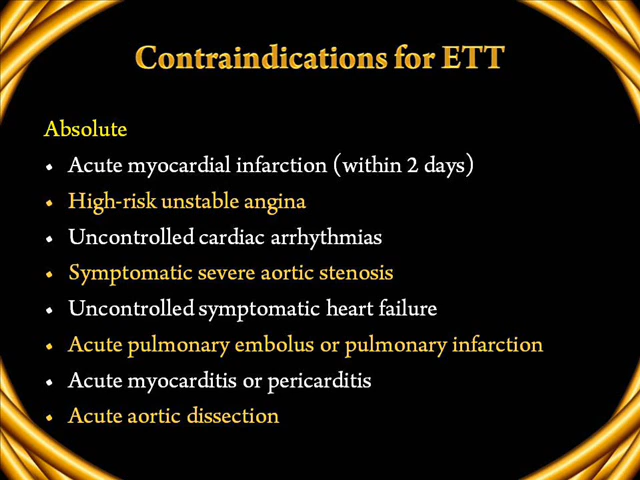 Contraindications for ETT
Absolute
• Acute myocardial infarction (within 2 days)
• High-risk unstable angina
• Uncontrolled cardiac arrhythmias
• Symptomatic severe aortic stenosis
• Uncontrolled symptomatic heart failure
• Acute pulmonary embolus or pulmonary infarction
• Acute myocarditis or pericarditis
• Acute aortic dissection